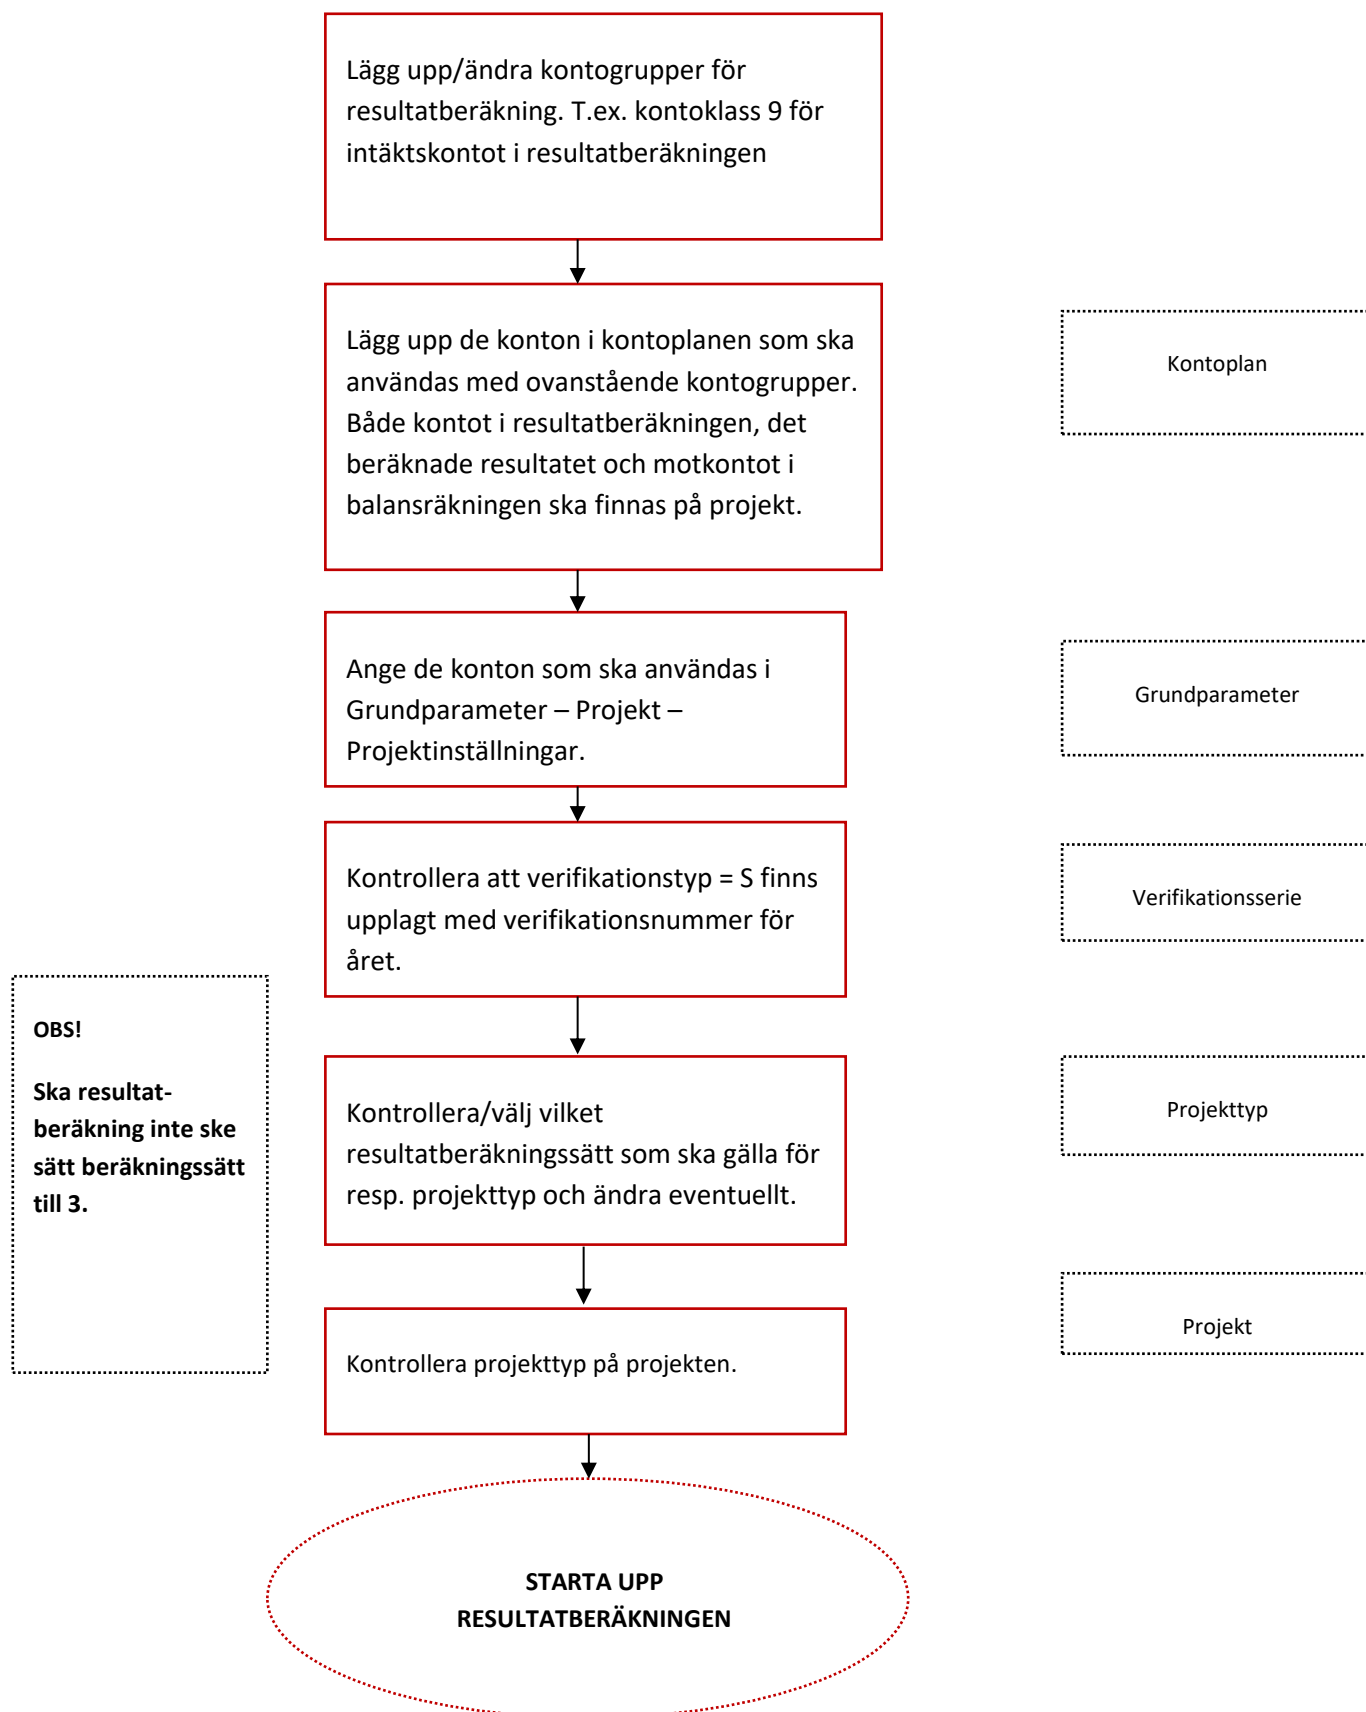 Lägg upp/ändra kontogrupper för
resultatberäkning. T.ex. kontoklass 9 för
intäktskontot i resultatberäkningen
Lägg upp de konton i kontoplanen som ska
användas med ovanstående kontogrupper.
Både kontot i resultatberäkningen, det
beräknade resultatet och motkontot i
balansräkningen ska finnas på projekt.
Kontoplan
Ange de konton som ska användas i
Grundparameter – Projekt –
Projektinställningar.
Grundparameter
Kontrollera att verifikationstyp = S finns
upplagt med verifikationsnummer för
året.
Verifikationsserie
OBS!
Ska resultat-
beräkning inte ske
sätt beräkningssätt
till 3.
Kontrollera/välj vilket
resultatberäkningssätt som ska gälla för
resp. projekttyp och ändra eventuellt.
Projekttyp
Kontrollera projekttyp på projekten.
Projekt
STARTA UPP
RESULTATBERÄKNINGEN